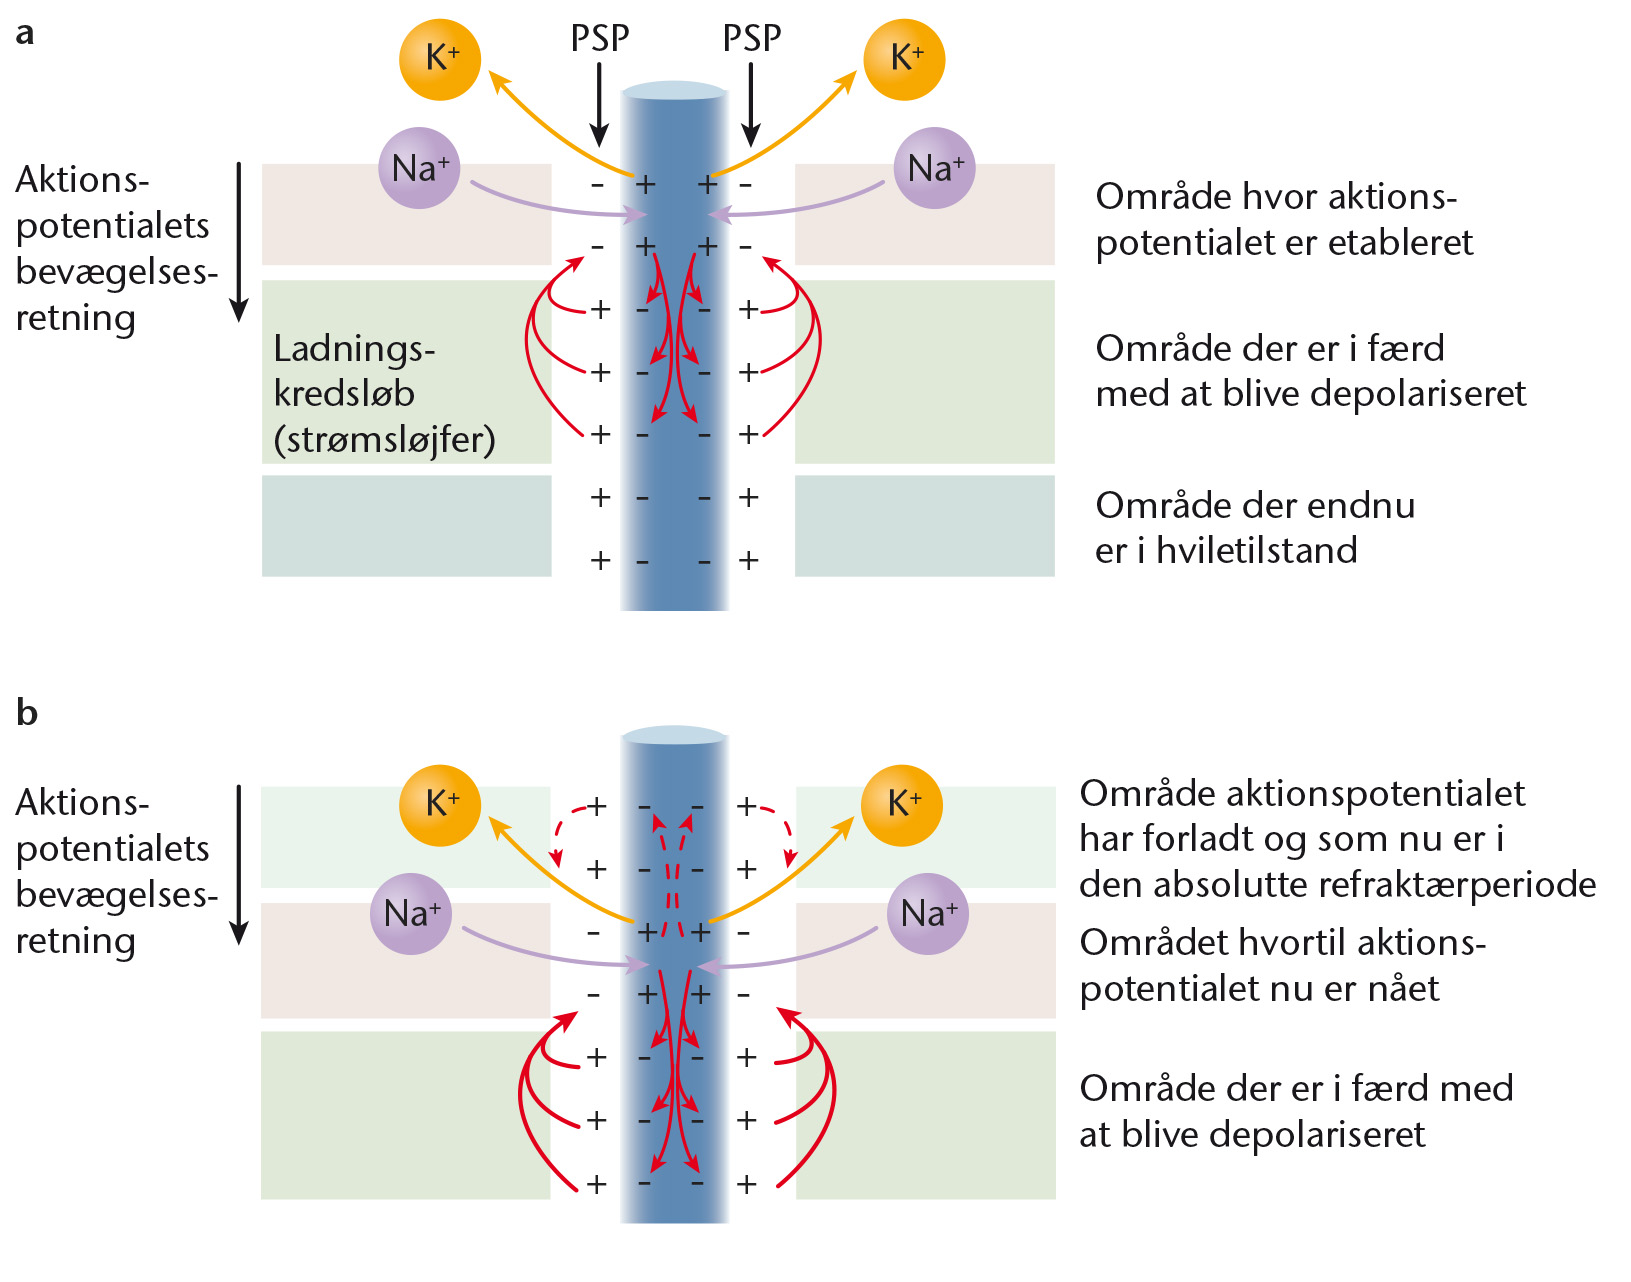 a
K+
PSP
PSP
K+
Aktions-
potentialets
bevægelses-
retning
Na+
Na+
- + + -
- + + -
Område hvor aktions-
potentialet er etableret
Ladnings-
kredsløb
(strømsløjfer)
+ - - +
+ - - +
+ - - +
Område der er i færd
med at blive depolariseret
+ - - +
+ - - +
Område der endnu
er i hviletilstand
b
Aktions-
potentialets
bevægelses-
retning
K+
K+
+ - - +
+ - - +
Område aktionspotentialet
har forladt og som nu er i
den absolutte refraktærperiode
Na+
Na+
- + + -
- + + -
Området hvortil aktions-
potentialet nu er nået
+ - - +
+ - - +
+ - - +
Område der er i færd med
at blive depolariseret